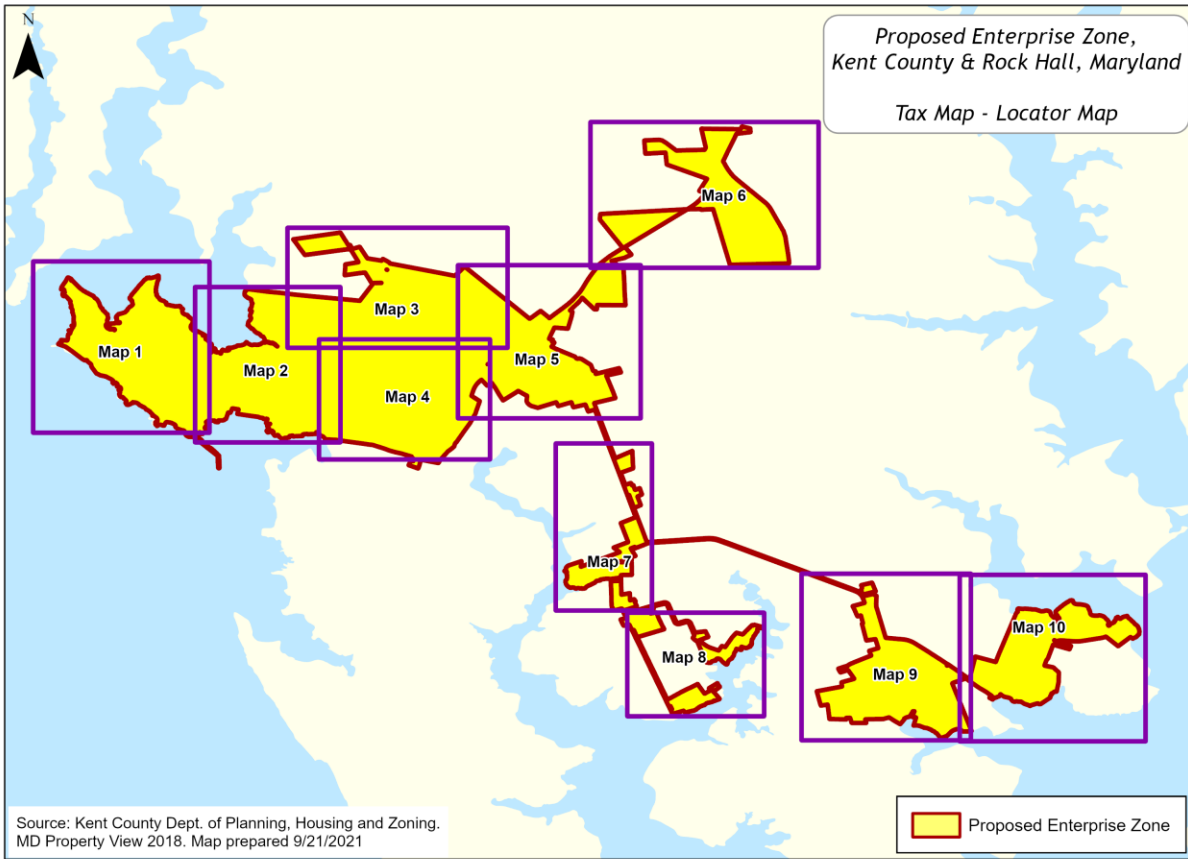 N
Proposed Enterprise Zone,
Kent County & Rock Hall, Maryland
Tax Map - Locator Map
Map 6
Map 3
Map 1
Map 5
Map 2
Map 4
Map 7
Map 10
Map 8
Map 9
Source: Kent County Dept. of Planning, Housing and Zoning.
MD Property View 2018. Map prepared 9/21/2021
Proposed Enterprise Zone